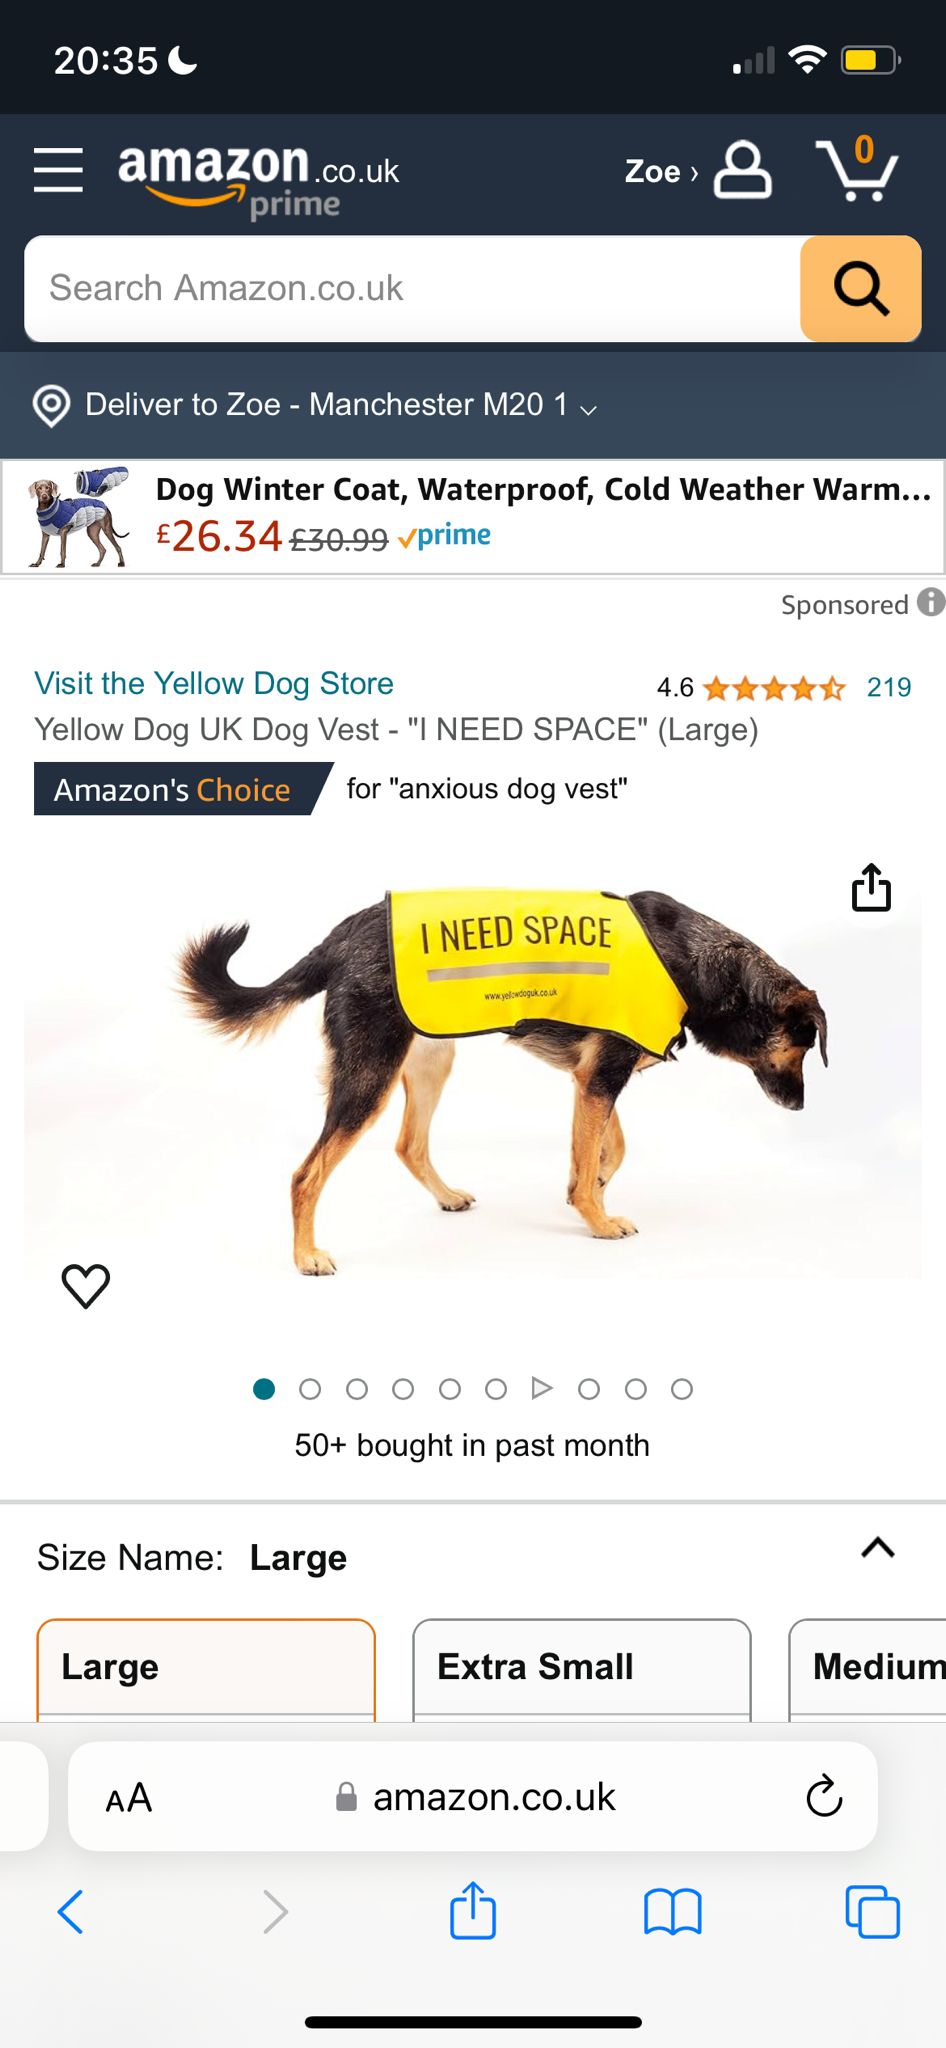 20:35
amazon.co.uk
prime
Zoe ›
0
Search Amazon.co.uk
Deliver to Zoe - Manchester M20 1
Dog Winter Coat, Waterproof, Cold Weather Warm...
£26.34 £30.99 prime
Sponsored
Visit the Yellow Dog Store 4.6 219
Yellow Dog UK Dog Vest - "I NEED SPACE" (Large)
Amazon's Choice for "anxious dog vest"
I NEED SPACE
www.yellowdoguk.co.uk
50+ bought in past month
Size Name: Large
Large Extra Small Medium
AA amazon.co.uk